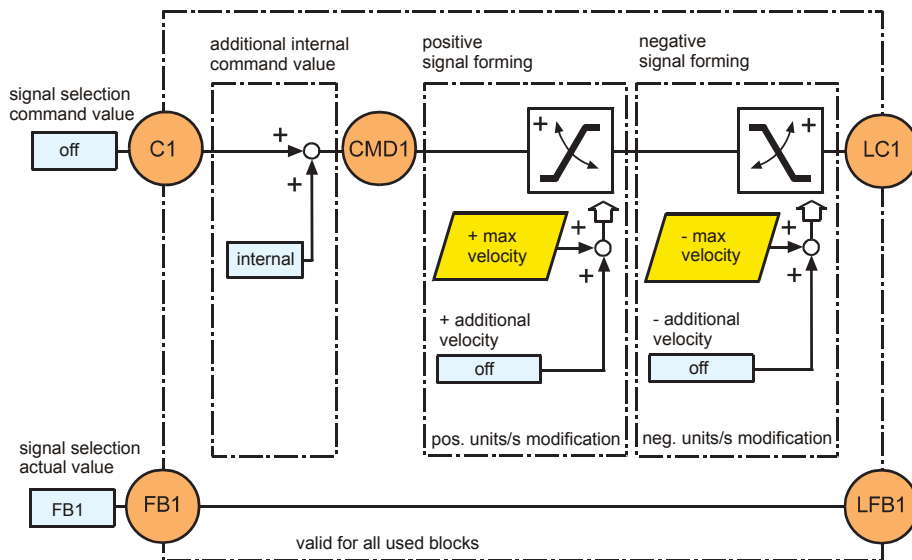 additional internal
command value
positive
signal forming
negative
signal forming
signal selection
command value
off
C1
+
+
internal
CMD1
+
+
LC1
+ max
velocity
+
+
- max
velocity
+
+
+ additional
velocity
off
- additional
velocity
off
pos. units/s modification
neg. units/s modification
signal selection
actual value
FB1
FB1
LFB1
valid for all used blocks